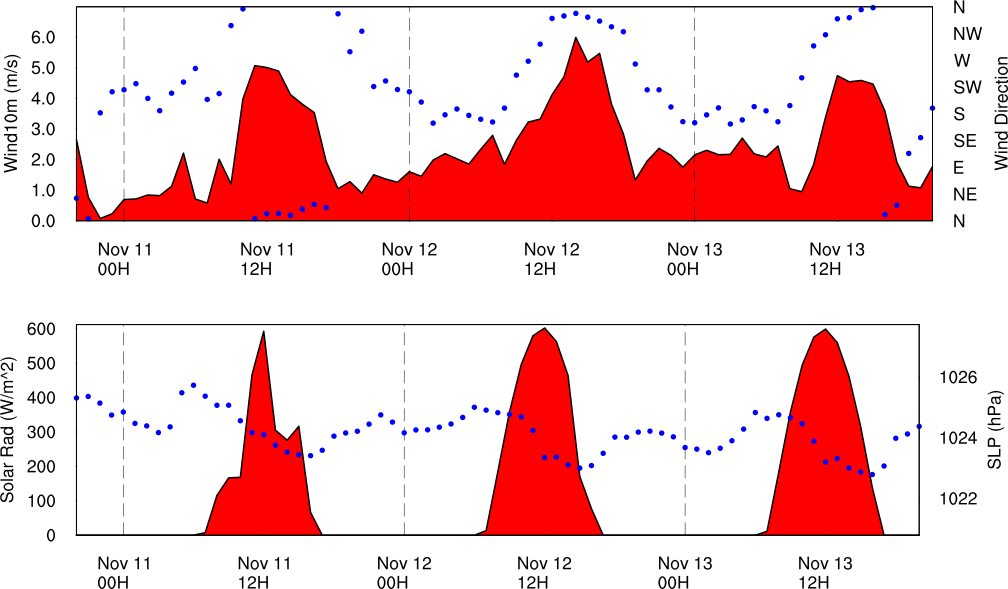 N
6.0 NW
5.0 W
4.0 SW
3.0 S
2.0 SE
1.0 E
0.0 NE
N
Wind10m (m/s)
Wind Direction
Nov 11 Nov 11 Nov 12 Nov 12 Nov 13 Nov 13
00H 12H 00H 12H 00H 12H
600
500 1026
400
300 1024
200
100 1022
0
Solar Rad (W/m^2)
SLP (hPa)
Nov 11 Nov 11 Nov 12 Nov 12 Nov 13 Nov 13
00H 12H 00H 12H 00H 12H